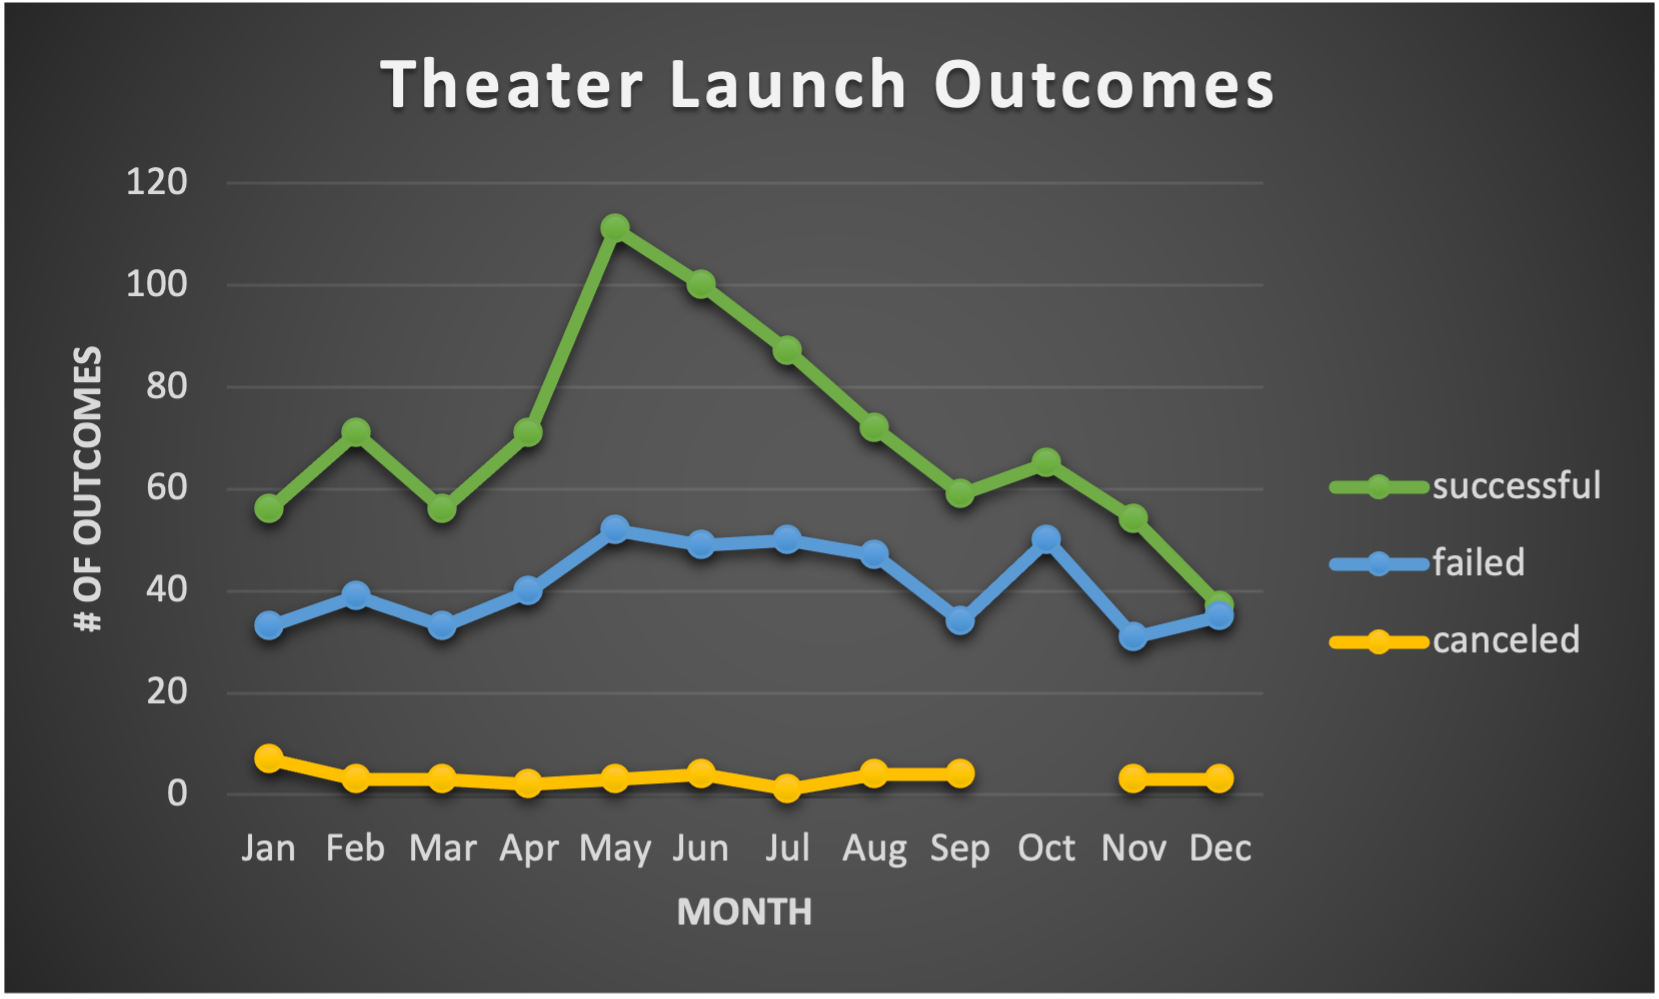 Theater Launch Outcomes
120
100
80
60
40
20
0
# OF OUTCOMES
Jan Feb Mar Apr May Jun Jul Aug Sep Oct Nov Dec
MONTH
successful
failed
canceled